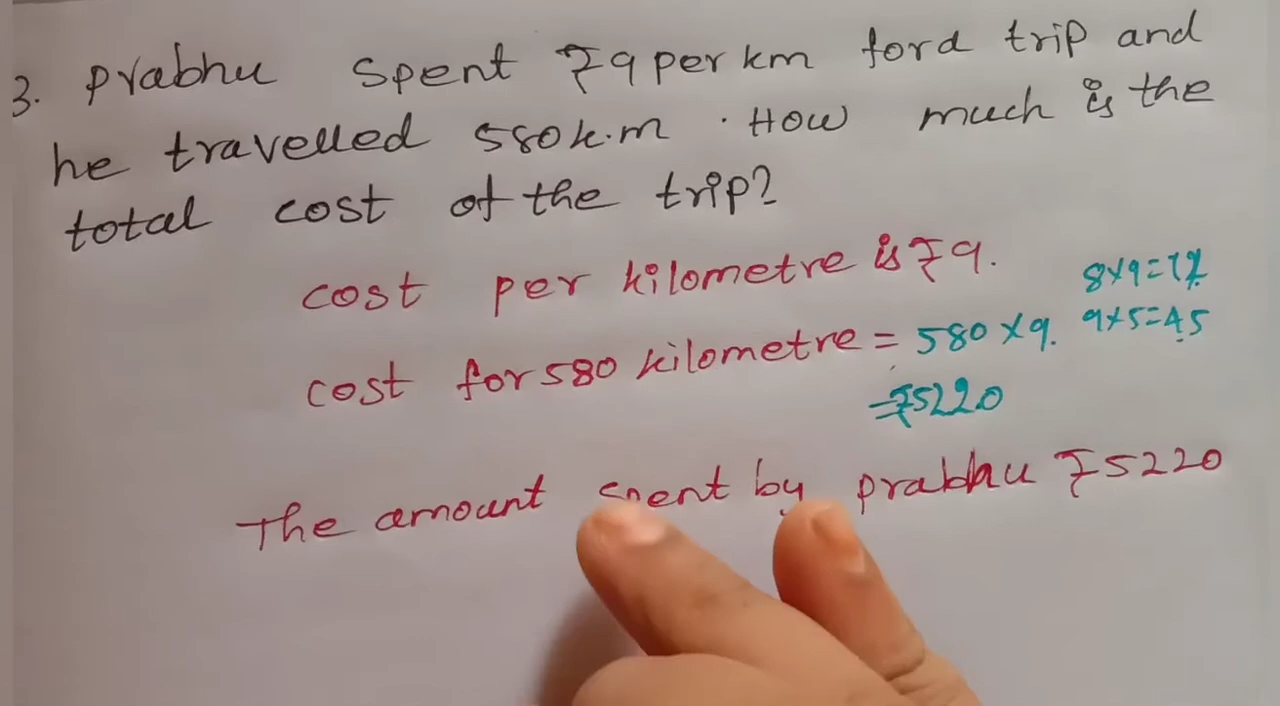 3. Prabhu spent ₹9 per km ford trip and
he travelled 580k.m. How much is the
total cost of the trip?
cost per kilometre is ₹9.
8×9=72
cost for 580 kilometre = 580 × 9.
9×5=45
=₹5220
The amount spent by prabhu ₹5220